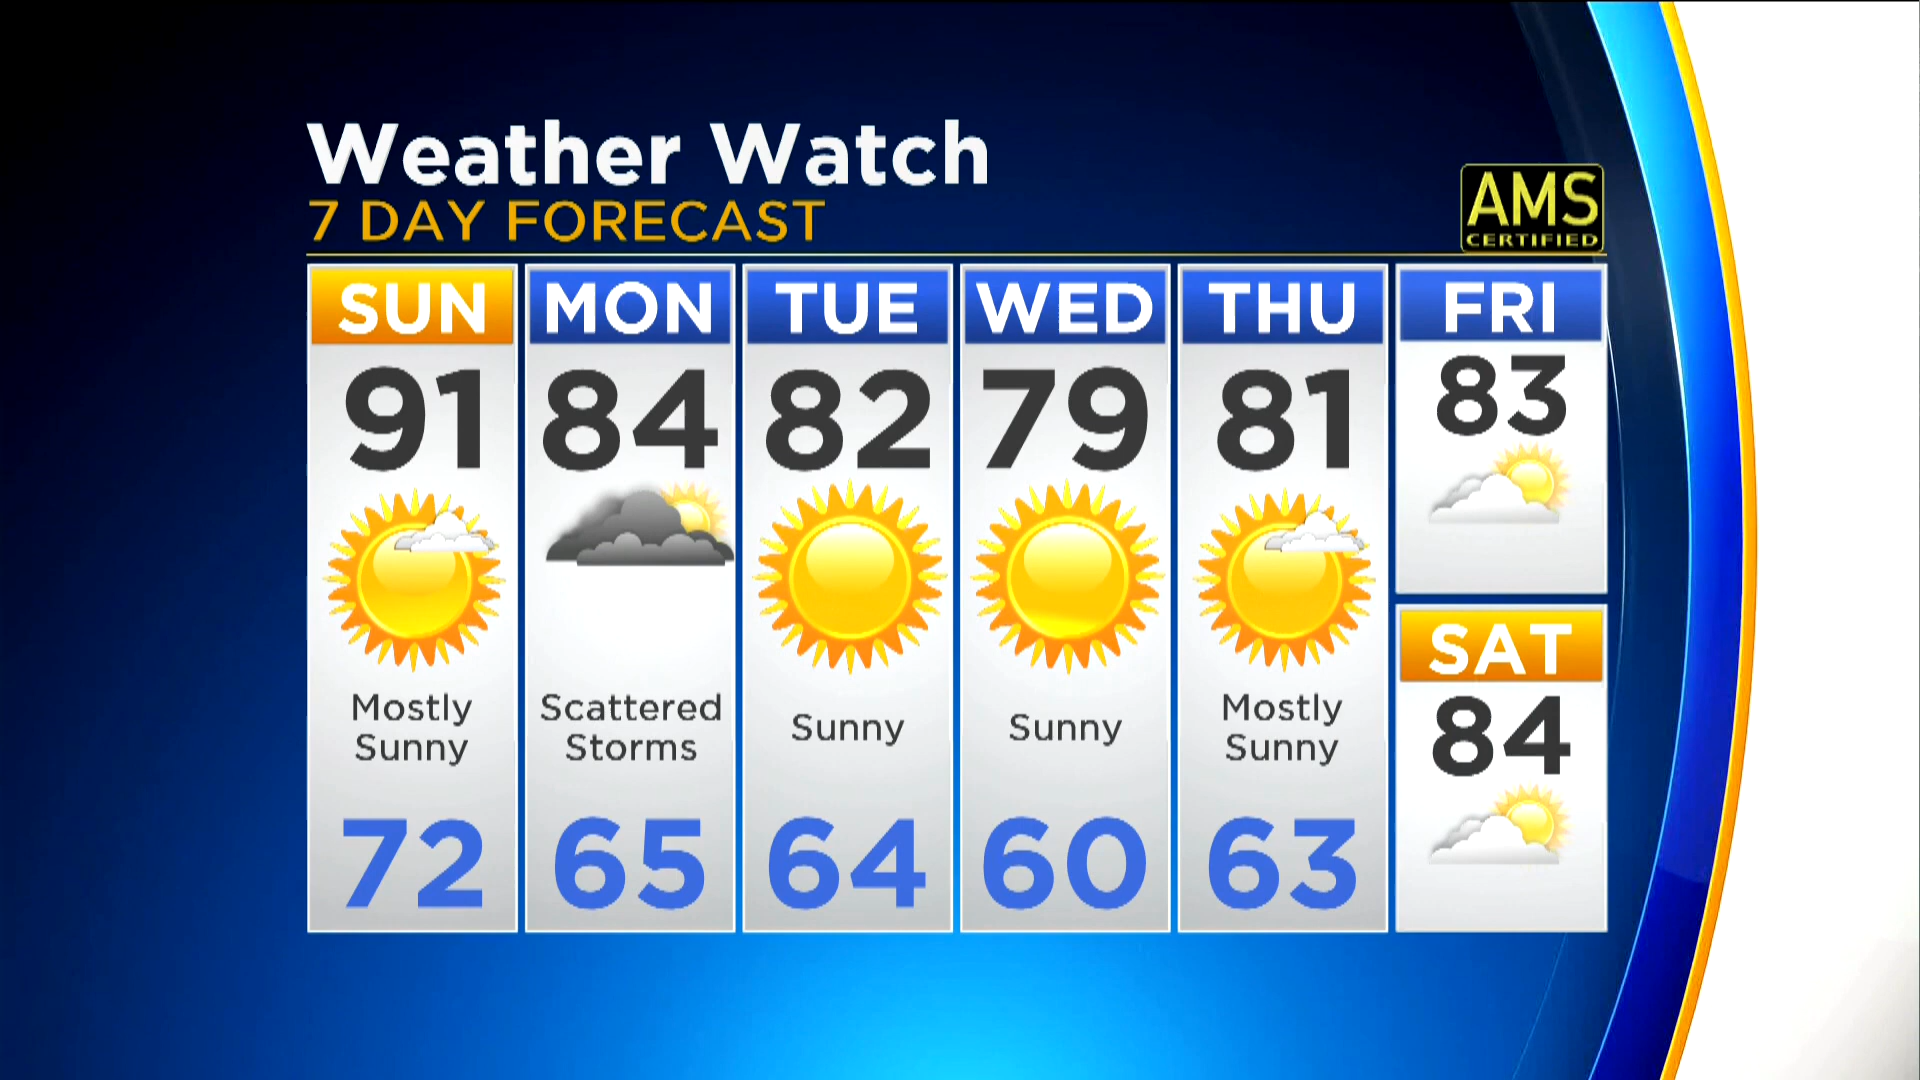 Weather Watch
7 DAY FORECAST
AMS
CERTIFIED
SUN
91
Mostly
Sunny
72
MON
84
Scattered
Storms
65
TUE
82
Sunny
64
WED
79
Sunny
60
THU
81
Mostly
Sunny
63
FRI
83
SAT
84